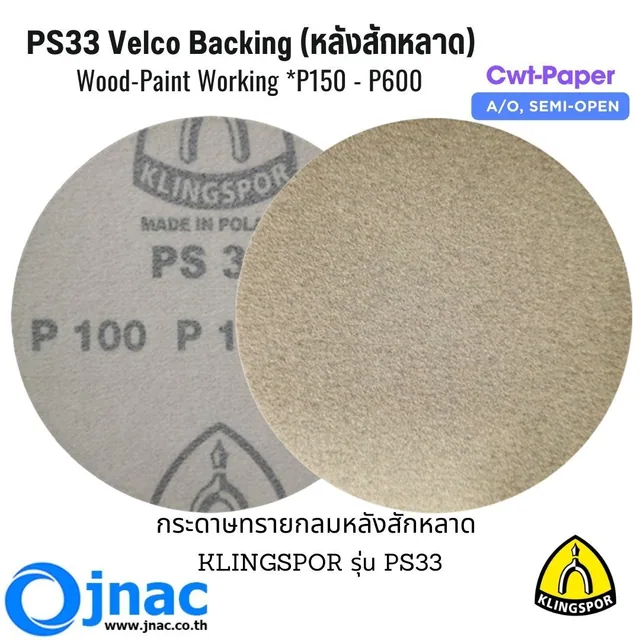 PS33 Velco Backing (หลังสักหลาด)
Wood-Paint Working *P150 - P600
Cwt-Paper
A/O, SEMI-OPEN
KLINGSPOR
MADE IN
PS
P 100 P
กระดาษทรายกลมหลังสักหลาด
KLINGSPOR รุ่น PS33
jnac
www.jnac.co.th
KLINGSPOR